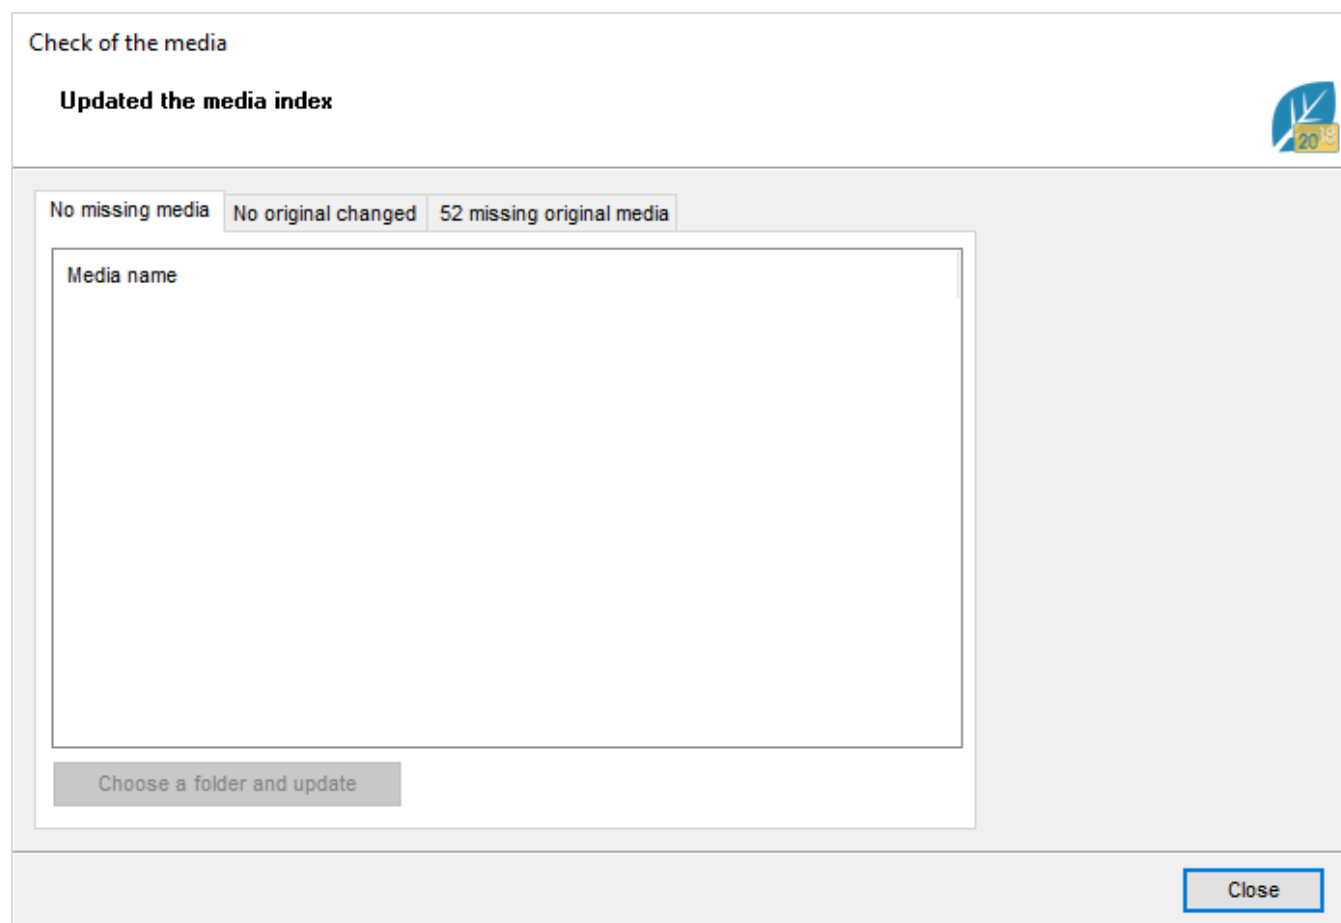 Check of the media
Updated the media index
2018
No missing media
No original changed
52 missing original media
Media name
Choose a folder and update
Close